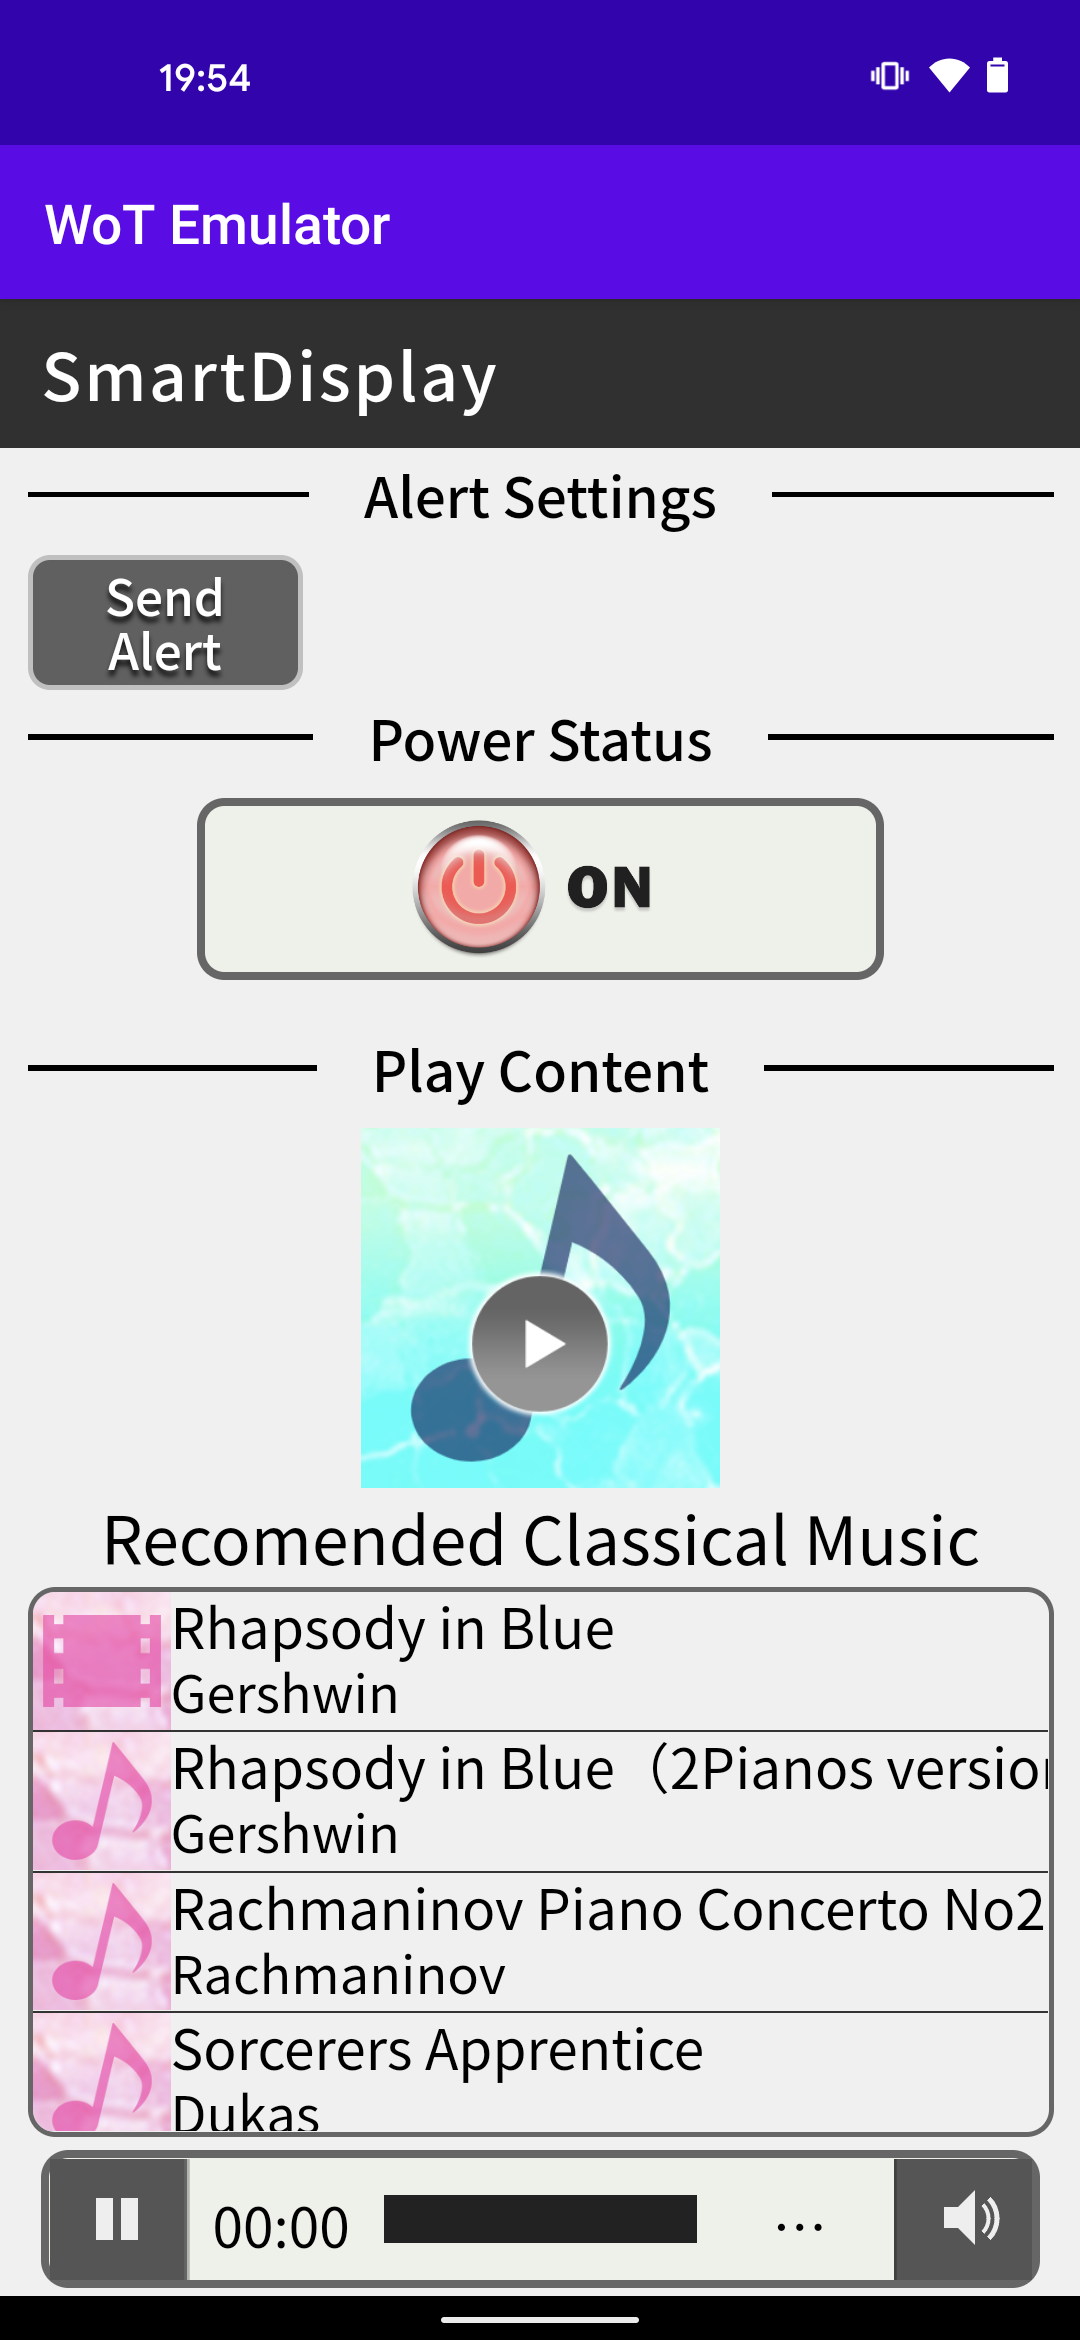 19:54
WoT Emulator
SmartDisplay
Alert Settings
Send
Alert
Power Status
ON
Play Content
Recomended Classical Music
Rhapsody in Blue
Gershwin
Rhapsody in Blue（2Pianos version
Gershwin
Rachmaninov Piano Concerto No2
Rachmaninov
Sorcerers Apprentice
Dukas
00:00
...